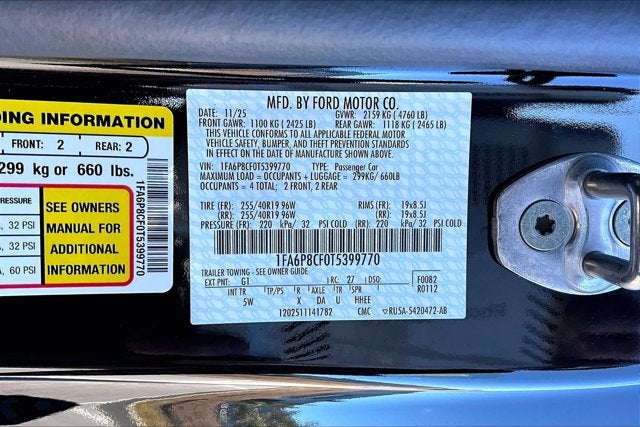 DING INFORMATION
FRONT: 2 REAR: 2
299 kg or 660 lbs.
PRESSURE
32 PSI
32 PSI
60 PSI
SEE OWNERS
MANUAL FOR
ADDITIONAL
INFORMATION
1FA6P8CF0T5399770
MFD. BY FORD MOTOR CO.
DATE: 11/25 GVWR: 2159 KG ( 4760 LB)
FRONT GAWR: 1100 KG ( 2425 LB) REAR GAWR: 1118 KG ( 2465 LB)
THIS VEHICLE CONFORMS TO ALL APPLICABLE FEDERAL MOTOR
VEHICLE SAFETY, BUMPER, AND THEFT PREVENTION STANDARDS
IN EFFECT ON THE DATE OF MANUFACTURE SHOWN ABOVE.
VIN: 1FA6P8CF0T5399770 TYPE: Passenger Car
MAXIMUM LOAD = OCCUPANTS + LUGGAGE = 299KG/ 660LB
OCCUPANTS = 4 TOTAL; 2 FRONT, 2 REAR
TIRE (FR): 255/40R19 96W RIMS (FR) 19x8.5J
TIRE (RR): 255/40R19 96W (RR): 19x8.5J
PRESSURE (FR): 220 kPa/ 32 PSI COLD (RR): 220 kPa/ 32 PSI COLD
1FA6P8CF0T5399770
TRAILER TOWING - SEE OWNER GUIDE
EXT PNT: G1 RC: 27 DSO: F0082
INT TR TP/PS R AXLE TR SPR R0112
5W X DA U HHEE
120251114178​2 CMC ▽RU5A-5420472-AB